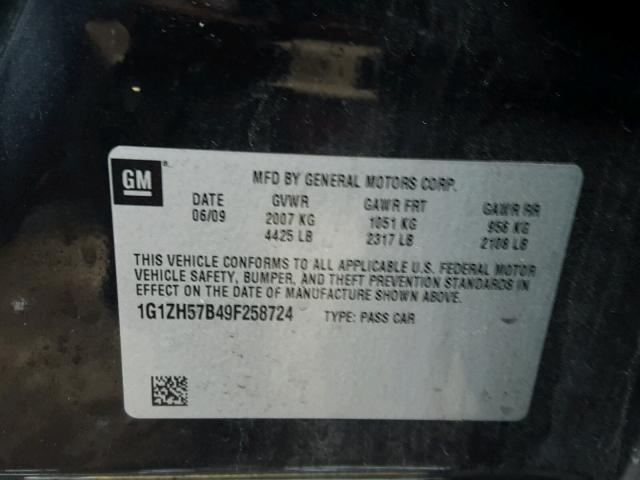 GM
MFD BY GENERAL MOTORS CORP.
DATE GVWR GAWR FRT GAWR RR
06/09 2007 KG 1051 KG 956 KG
4425 LB 2317 LB 2108 LB
THIS VEHICLE CONFORMS TO ALL APPLICABLE U.S. FEDERAL MOTOR
VEHICLE SAFETY, BUMPER, AND THEFT PREVENTION STANDARDS IN
EFFECT ON THE DATE OF MANUFACTURE SHOWN ABOVE.
1G1ZH57B49F258724 TYPE: PASS CAR